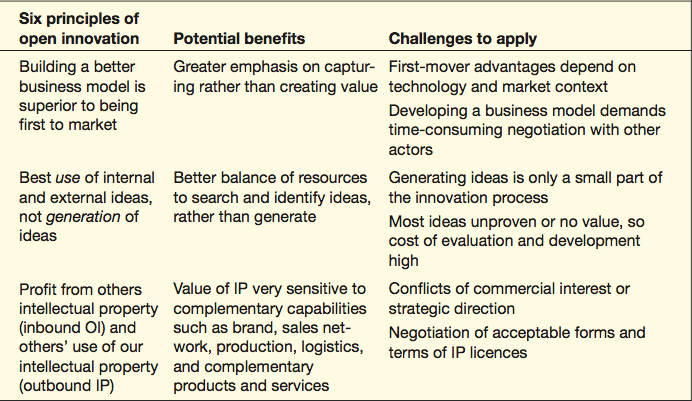 Six principles of
open innovation
Potential benefits
Challenges to apply
Building a better
business model is
superior to being
first to market
Greater emphasis on captur-
ing rather than creating value
First-mover advantages depend on
technology and market context
Developing a business model demands
time-consuming negotiation with other
actors
Best use of internal
and external ideas,
not generation of
ideas
Better balance of resources
to search and identify ideas,
rather than generate
Generating ideas is only a small part of
the innovation process
Most ideas unproven or no value, so
cost of evaluation and development
high
Profit from others
intellectual property
(inbound OI) and
others’ use of our
intellectual property
(outbound IP)
Value of IP very sensitive to
complementary capabilities
such as brand, sales net-
work, production, logistics,
and complementary
products and services
Conflicts of commercial interest or
strategic direction
Negotiation of acceptable forms and
terms of IP licences